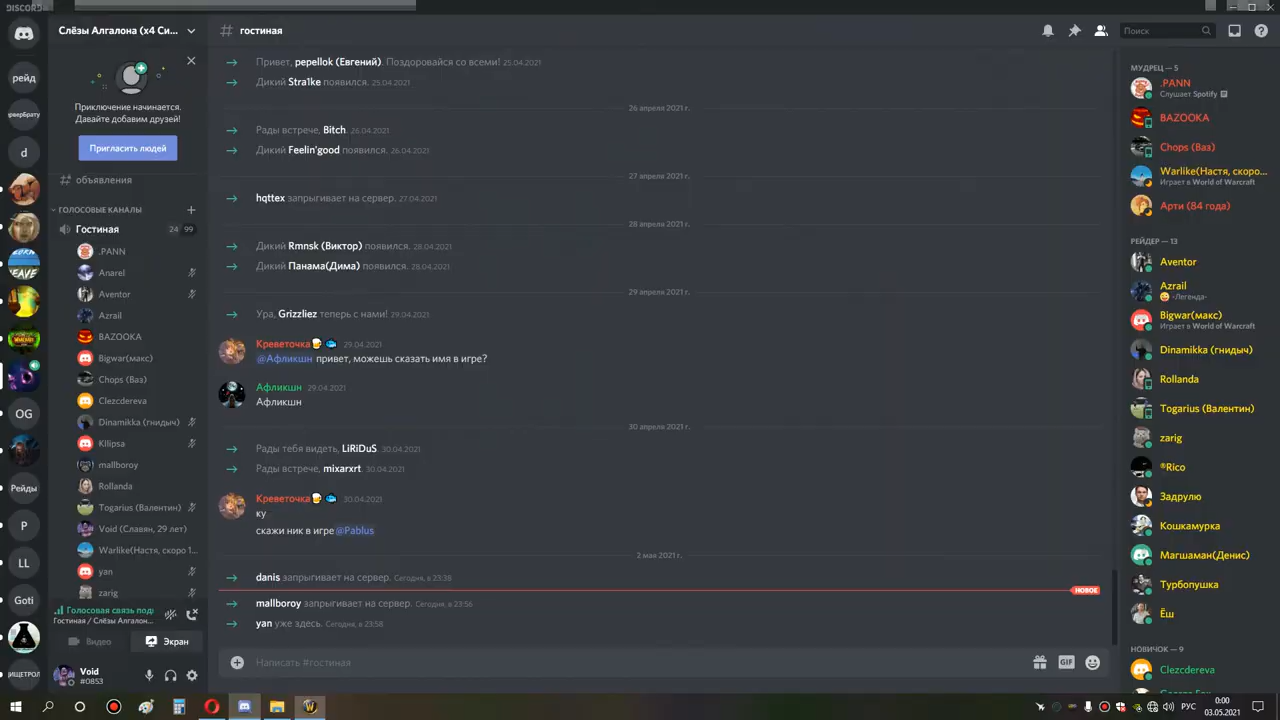 DISCORD
Слёзы Алгалона (x4 Си...
гостиная
Поиск
рейд
ерверБрату
d
EAVE
OG
Рейды
P
LL
Goti
ИЩЕТРОЛ
Приключение начинается.
Давайте добавим друзей!
Пригласить людей
объявления
ГОЛОСОВЫЕ КАНАЛЫ
Гостиная 24 99
.PANN
Anarel
Aventor
Azrail
BAZOOKA
Bigwar(макс)
Chops (Ваз)
Clezcdereva
Dinamikka (гнидыч)
Kllipsa
mallboroy
Rollanda
Togarius (Валентин)
Void (Славян, 29 лет)
Warlike(Настя, скоро 1...
yan
zarig
Голосовая связь под
Гостиная / Слёзы Алгалон...
Видео
Экран
Void
#0853
Привет, pepellok (Евгений). Поздоровайся со всеми! 25.04.2021
Дикий Stra1ke появился. 25.04.2021
26 апреля 2021 г.
Рады встрече, Bitch. 26.04.2021
Дикий Feelin'good появился. 26.04.2021
27 апреля 2021 г.
hqttex запрыгивает на сервер. 27.04.2021
28 апреля 2021 г.
Дикий Rmnsk (Виктор) появился. 28.04.2021
Дикий Панама(Дима) появился. 28.04.2021
29 апреля 2021 г.
Ура, Grizzliez теперь с нами! 29.04.2021
Креветочка 29.04.2021
@Афликшн привет, можешь сказать имя в игре?
Афликшн 29.04.2021
Афликшн
30 апреля 2021 г.
Рады тебя видеть, LiRiDuS. 30.04.2021
Рады встрече, mixarxrt. 30.04.2021
Креветочка 30.04.2021
ку
скажи ник в игре @Pablus
2 мая 2021 г.
danis запрыгивает на сервер. Сегодня, в 23:38
НОВОЕ
mallboroy запрыгивает на сервер. Сегодня, в 23:56
yan уже здесь. Сегодня, в 23:58
Написать #гостиная
GIF
МУДРЕЦ — 5
.PANN
Слушает Spotify
BAZOOKA
Chops (Ваз)
Warlike(Настя, скоро...
Играет в World of Warcraft
Арти (84 года)
РЕЙДЕР — 13
Aventor
Azrail
-Легенда-
Bigwar(макс)
Играет в World of Warcraft
Dinamikka (гнидыч)
Rollanda
Togarius (Валентин)
zarig
®Rico
Задрулю
Кошкамурка
Магшаман(Денис)
Турбопушка
Ёш
НОВИЧОК — 9
Clezcdereva
РУС
0:00
03.05.2021